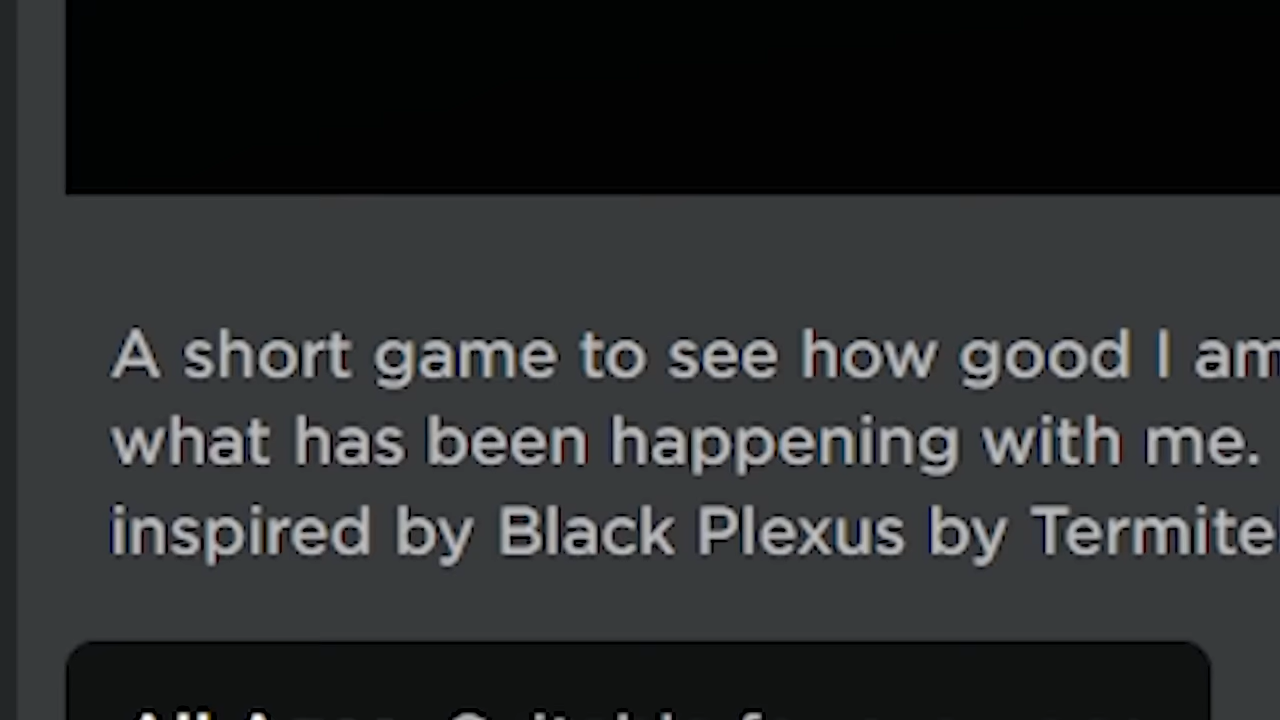 A short game to see how good I am
what has been happening with me.
inspired by Black Plexus by Termite